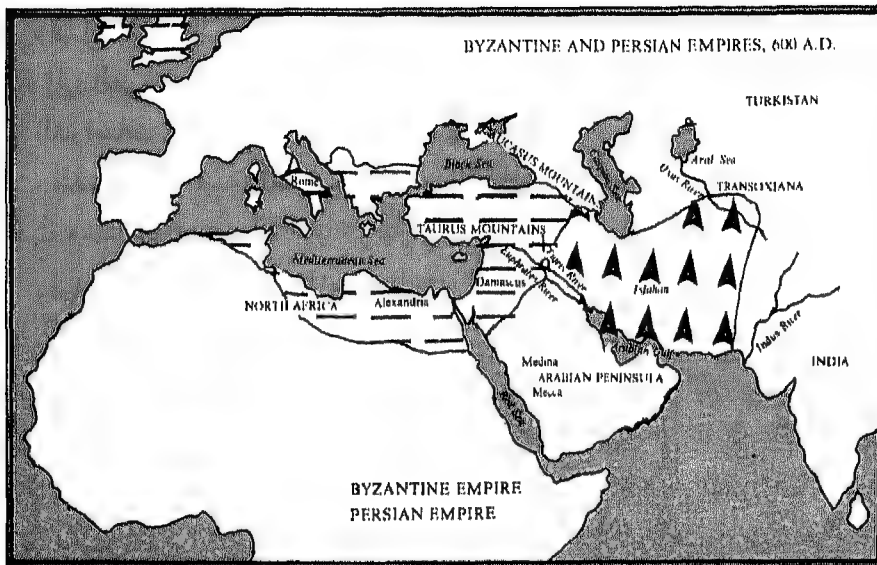 BYZANTINE AND PERSIAN EMPIRES, 600 A.D.
TURKISTAN
Aral Sea
Black Sea
TRANSOXIANA
Rome
TAURUS MOUNTAINS
Mediterranean Sea
Tigris River
Euphrates River
Damascus
Isfahan
NORTH AFRICA
Alexandria
Indus River
Arabian Gulf
Medina
INDIA
ARABIAN PENINSULA
Mecca
Red Sea
BYZANTINE EMPIRE
PERSIAN EMPIRE